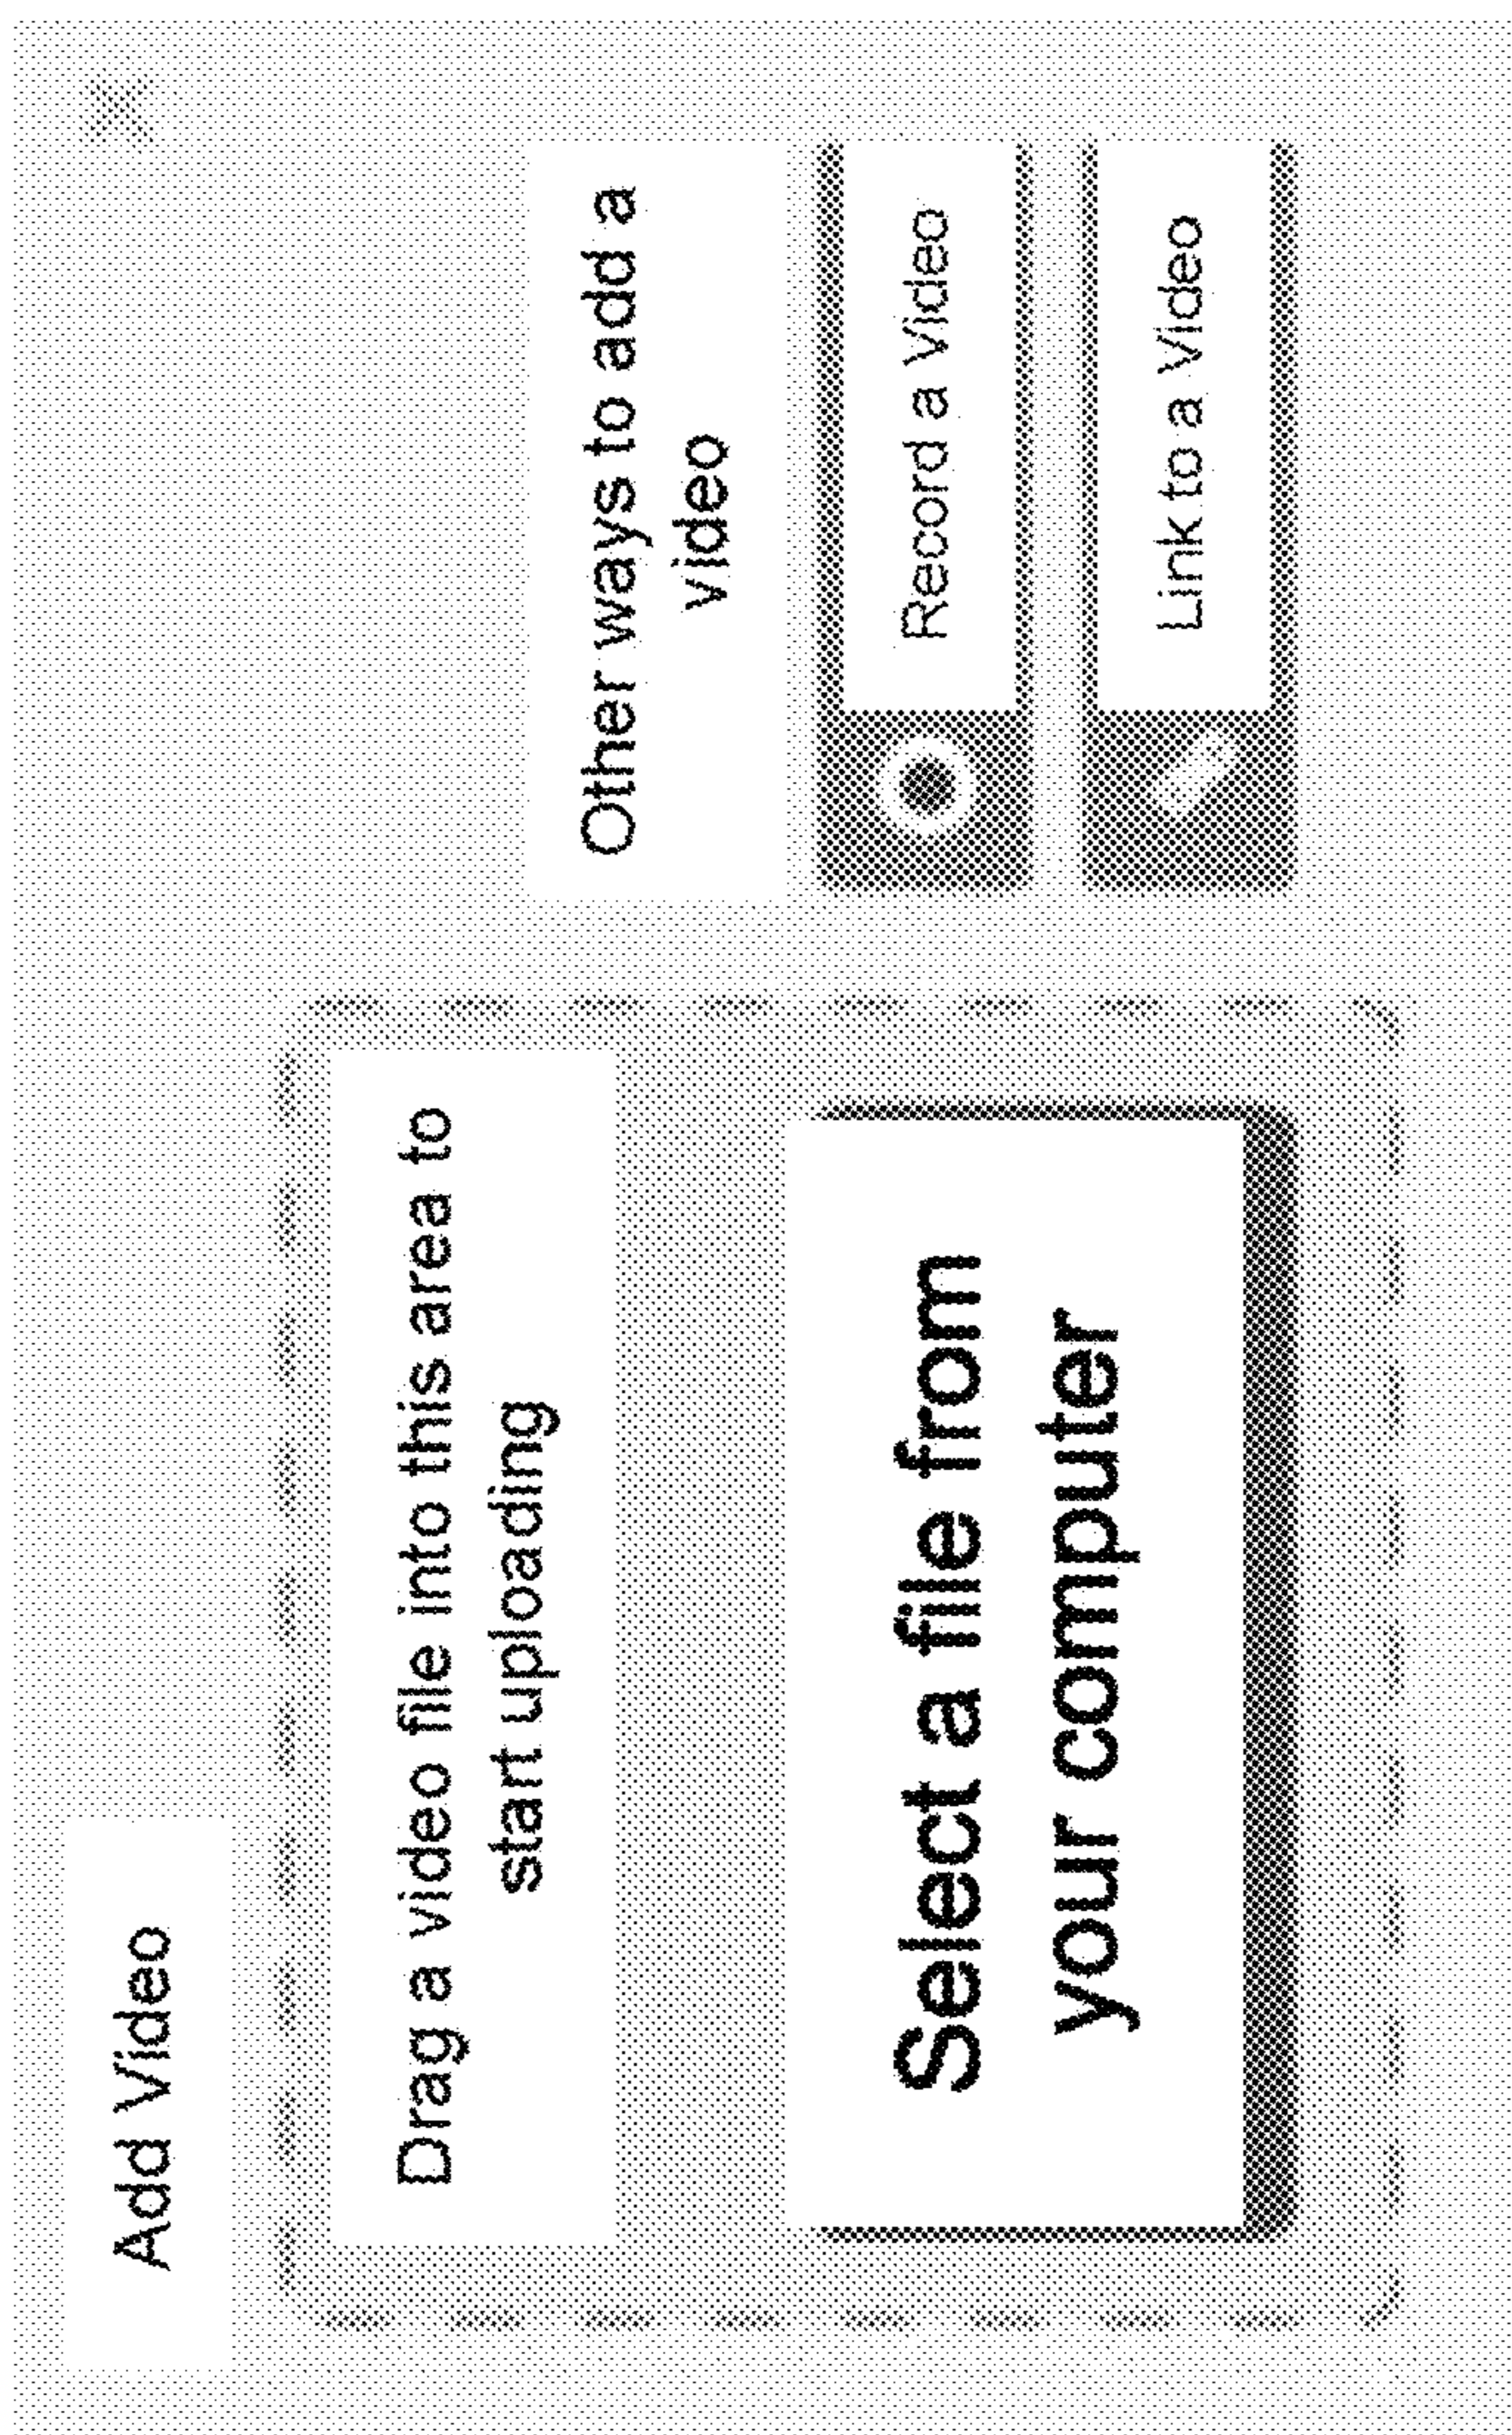 Add Video
Drag a video file into this area to
start uploading
Select a file from
your computer
Other ways to add a
video
Record a Video
Link to a Video